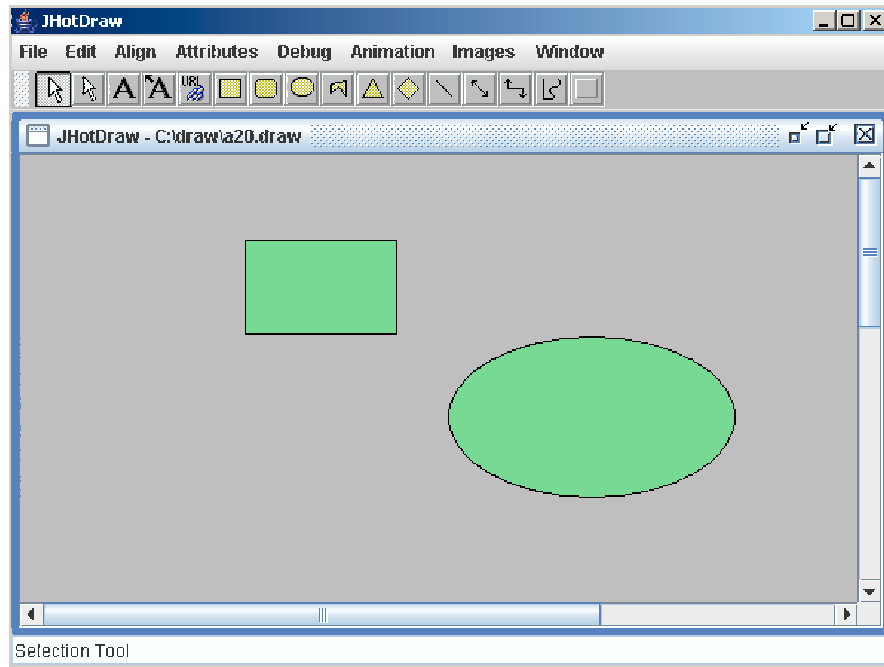 JHotDraw
File Edit Align Attributes Debug Animation Images Window
A A URL
JHotDraw - C:\draw\a20.draw
Selection Tool